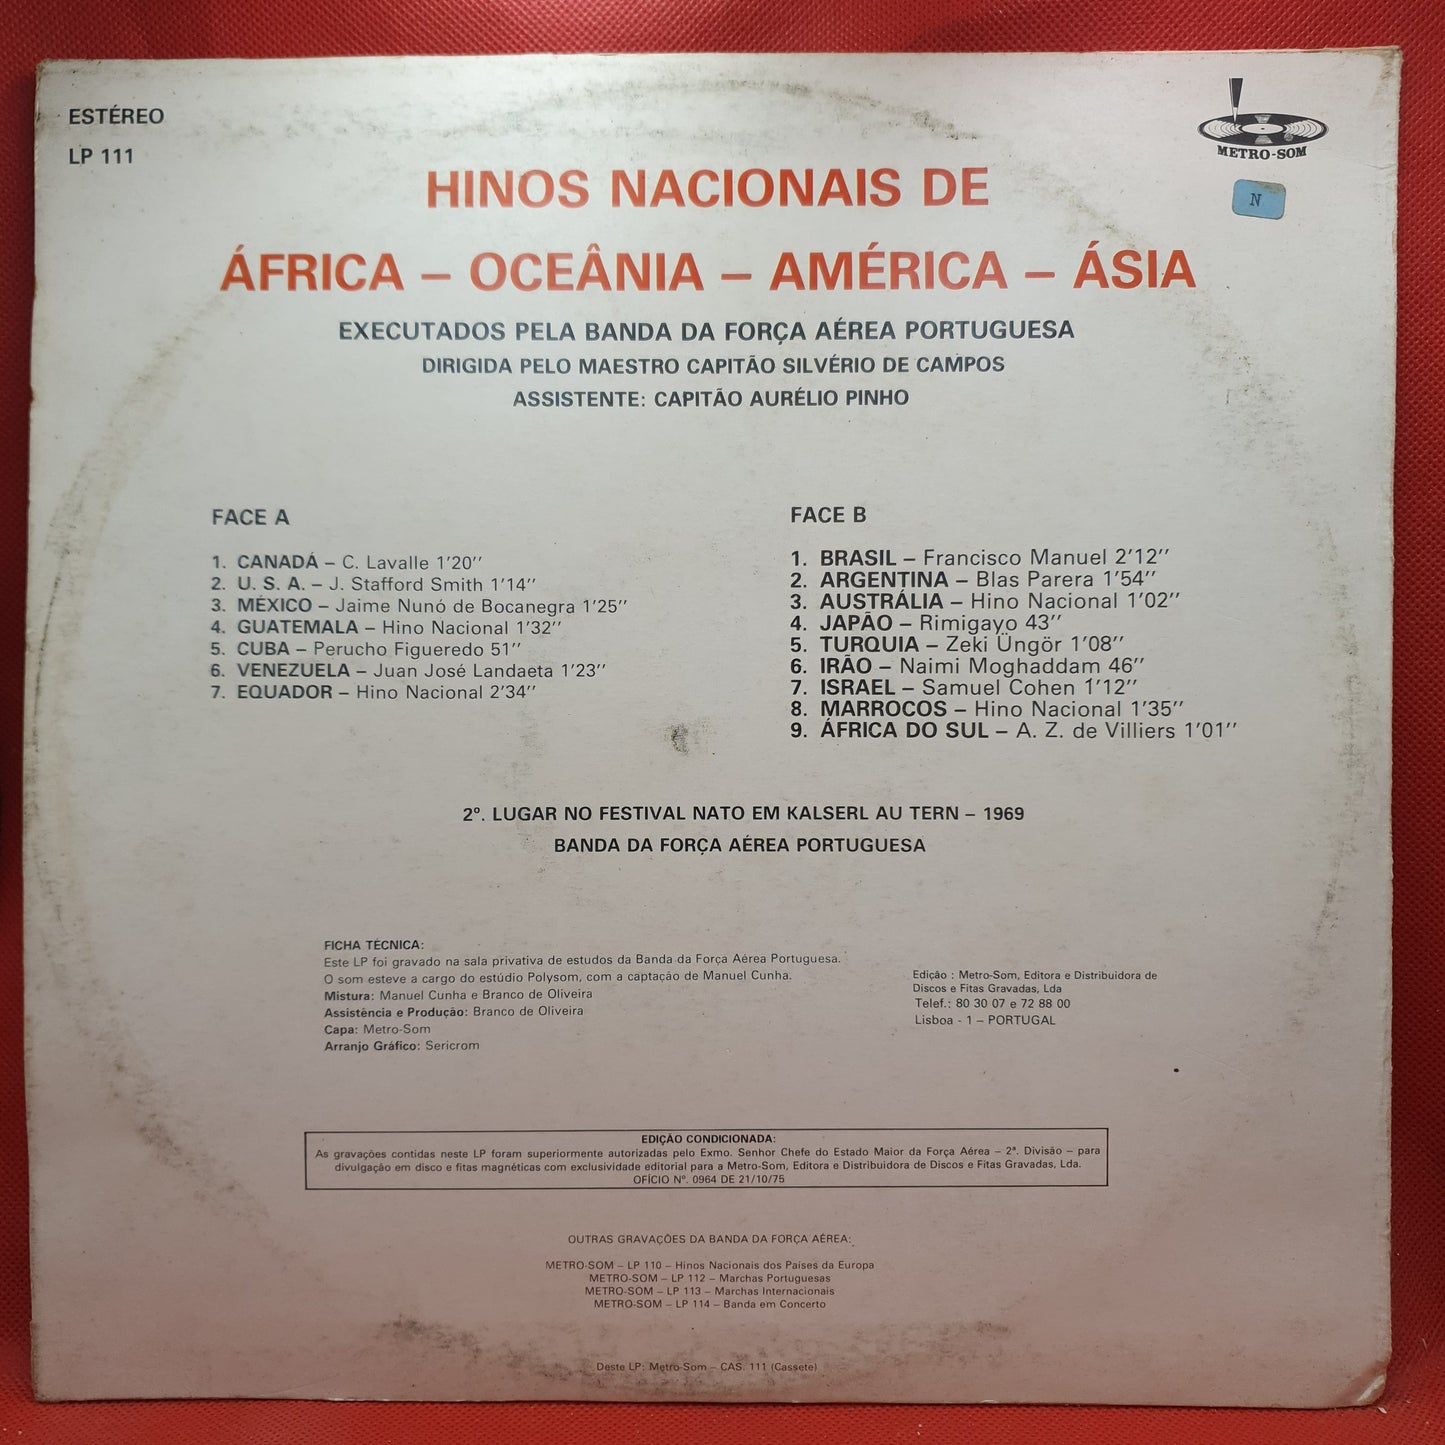 ESTÉREO
LP 111
METRO-SOM
N
HINOS NACIONAIS DE
ÁFRICA – OCEÂNIA – AMÉRICA – ÁSIA
EXECUTADOS PELA BANDA DA FORÇA AÉREA PORTUGUESA
DIRIGIDA PELO MAESTRO CAPITÃO SILVÉRIO DE CAMPOS
ASSISTENTE: CAPITÃO AURÉLIO PINHO
FACE A
1. CANADÁ – C. Lavalle 1'20''
2. U. S. A. – J. Stafford Smith 1'14''
3. MÉXICO – Jaime Nunó de Bocanegra 1'25''
4. GUATEMALA – Hino Nacional 1'32''
5. CUBA – Perucho Figueredo 51''
6. VENEZUELA – Juan José Landaeta 1'23''
7. EQUADOR – Hino Nacional 2'34''
FACE B
1. BRASIL – Francisco Manuel 2'12''
2. ARGENTINA – Blas Parera 1'54''
3. AUSTRÁLIA – Hino Nacional 1'02''
4. JAPÃO – Rimigayo 43''
5. TURQUIA – Zeki Üngör 1'08''
6. IRÃO – Naimi Moghaddam 46''
7. ISRAEL – Samuel Cohen 1'12''
8. MARROCOS – Hino Nacional 1'35''
9. ÁFRICA DO SUL – A. Z. de Villiers 1'01''
2º. LUGAR NO FESTIVAL NATO EM KALSERL AU TERN – 1969
BANDA DA FORÇA AÉREA PORTUGUESA
FICHA TÉCNICA:
Este LP foi gravado na sala privativa de estudos da Banda da Força Aérea Portuguesa.
O som esteve a cargo do estúdio Polysom, com a captação de Manuel Cunha.
Mistura: Manuel Cunha e Branco de Oliveira
Assistência e Produção: Branco de Oliveira
Capa: Metro-Som
Arranjo Gráfico: Sericrom
Edição : Metro-Som, Editora e Distribuidora de
Discos e Fitas Gravadas, Lda
Telef.: 80 30 07 e 72 88 00
Lisboa - 1 – PORTUGAL
EDIÇÃO CONDICIONADA:
As gravações contidas neste LP foram superiormente autorizadas pelo Exmo. Senhor Chefe do Estado Maior da Força Aérea – 2ª. Divisão – para
divulgação em disco e fitas magnéticas com exclusividade editorial para a Metro-Som, Editora e Distribuidora de Discos e Fitas Gravadas, Lda.
OFÍCIO Nº. 0964 DE 21/10/75
OUTRAS GRAVAÇÕES DA BANDA DA FORÇA AÉREA:
METRO-SOM – LP 110 – Hinos Nacionais dos Países da Europa
METRO-SOM – LP 112 – Marchas Portuguesas
METRO-SOM – LP 113 – Marchas Internacionais
METRO-SOM – LP 114 – Banda em Concerto
Deste LP: Metro-Som – CAS. 111 (Cassete)